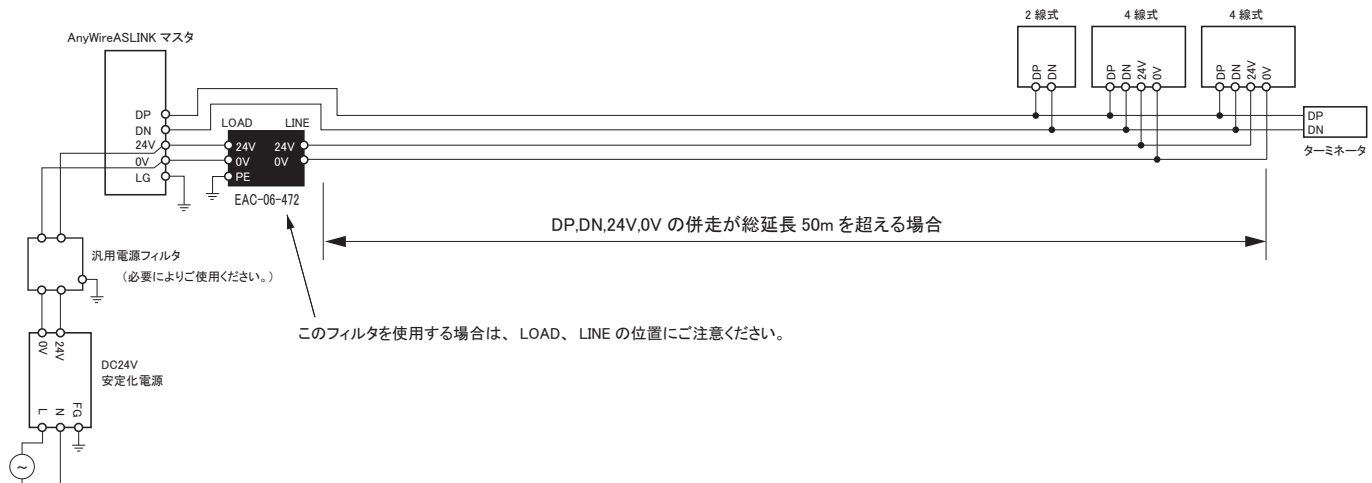 AnyWireASLINK マスタ
DP
DN
24V
0V
LG
LOAD LINE
24V 24V
0V 0V
PE
EAC-06-472
2 線式
DP
DN
4 線式
DP
DN
24V
0V
4 線式
DP
DN
24V
0V
DP
DN
ターミネータ
DP,DN,24V,0V の併走が総延長 50m を超える場合
汎用電源フィルタ
（必要によりご使用ください。）
このフィルタを使用する場合は、 LOAD、 LINE の位置にご注意ください。
0V
24V
DC24V
安定化電源
L
N
FG
~